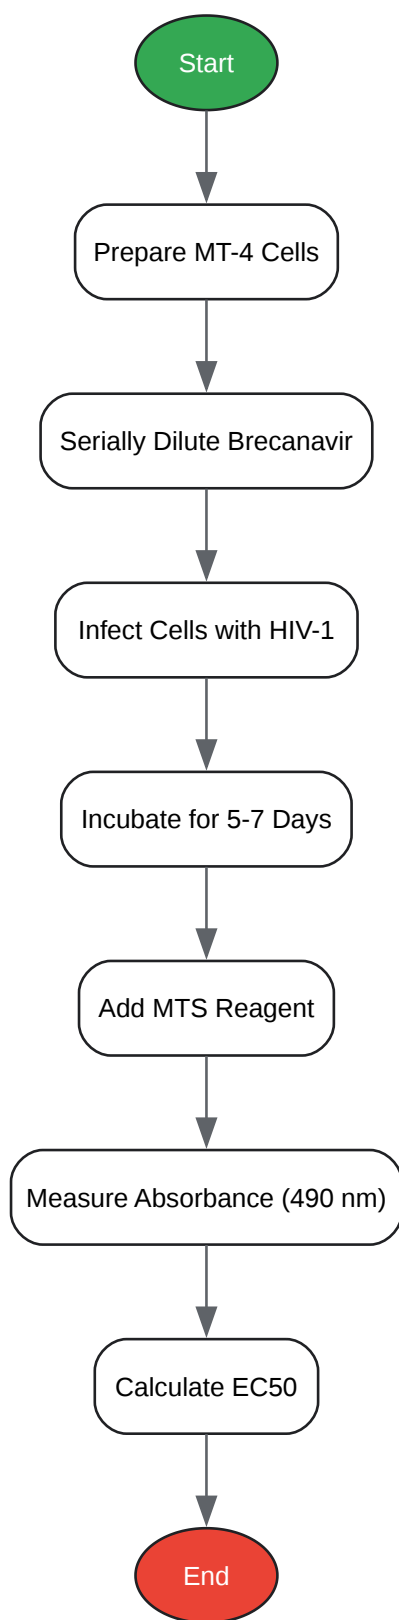 Start
Prepare MT-4 Cells
Serially Dilute Brecanavir
Infect Cells with HIV-1
Incubate for 5-7 Days
Add MTS Reagent
Measure Absorbance (490 nm)
Calculate EC50
End